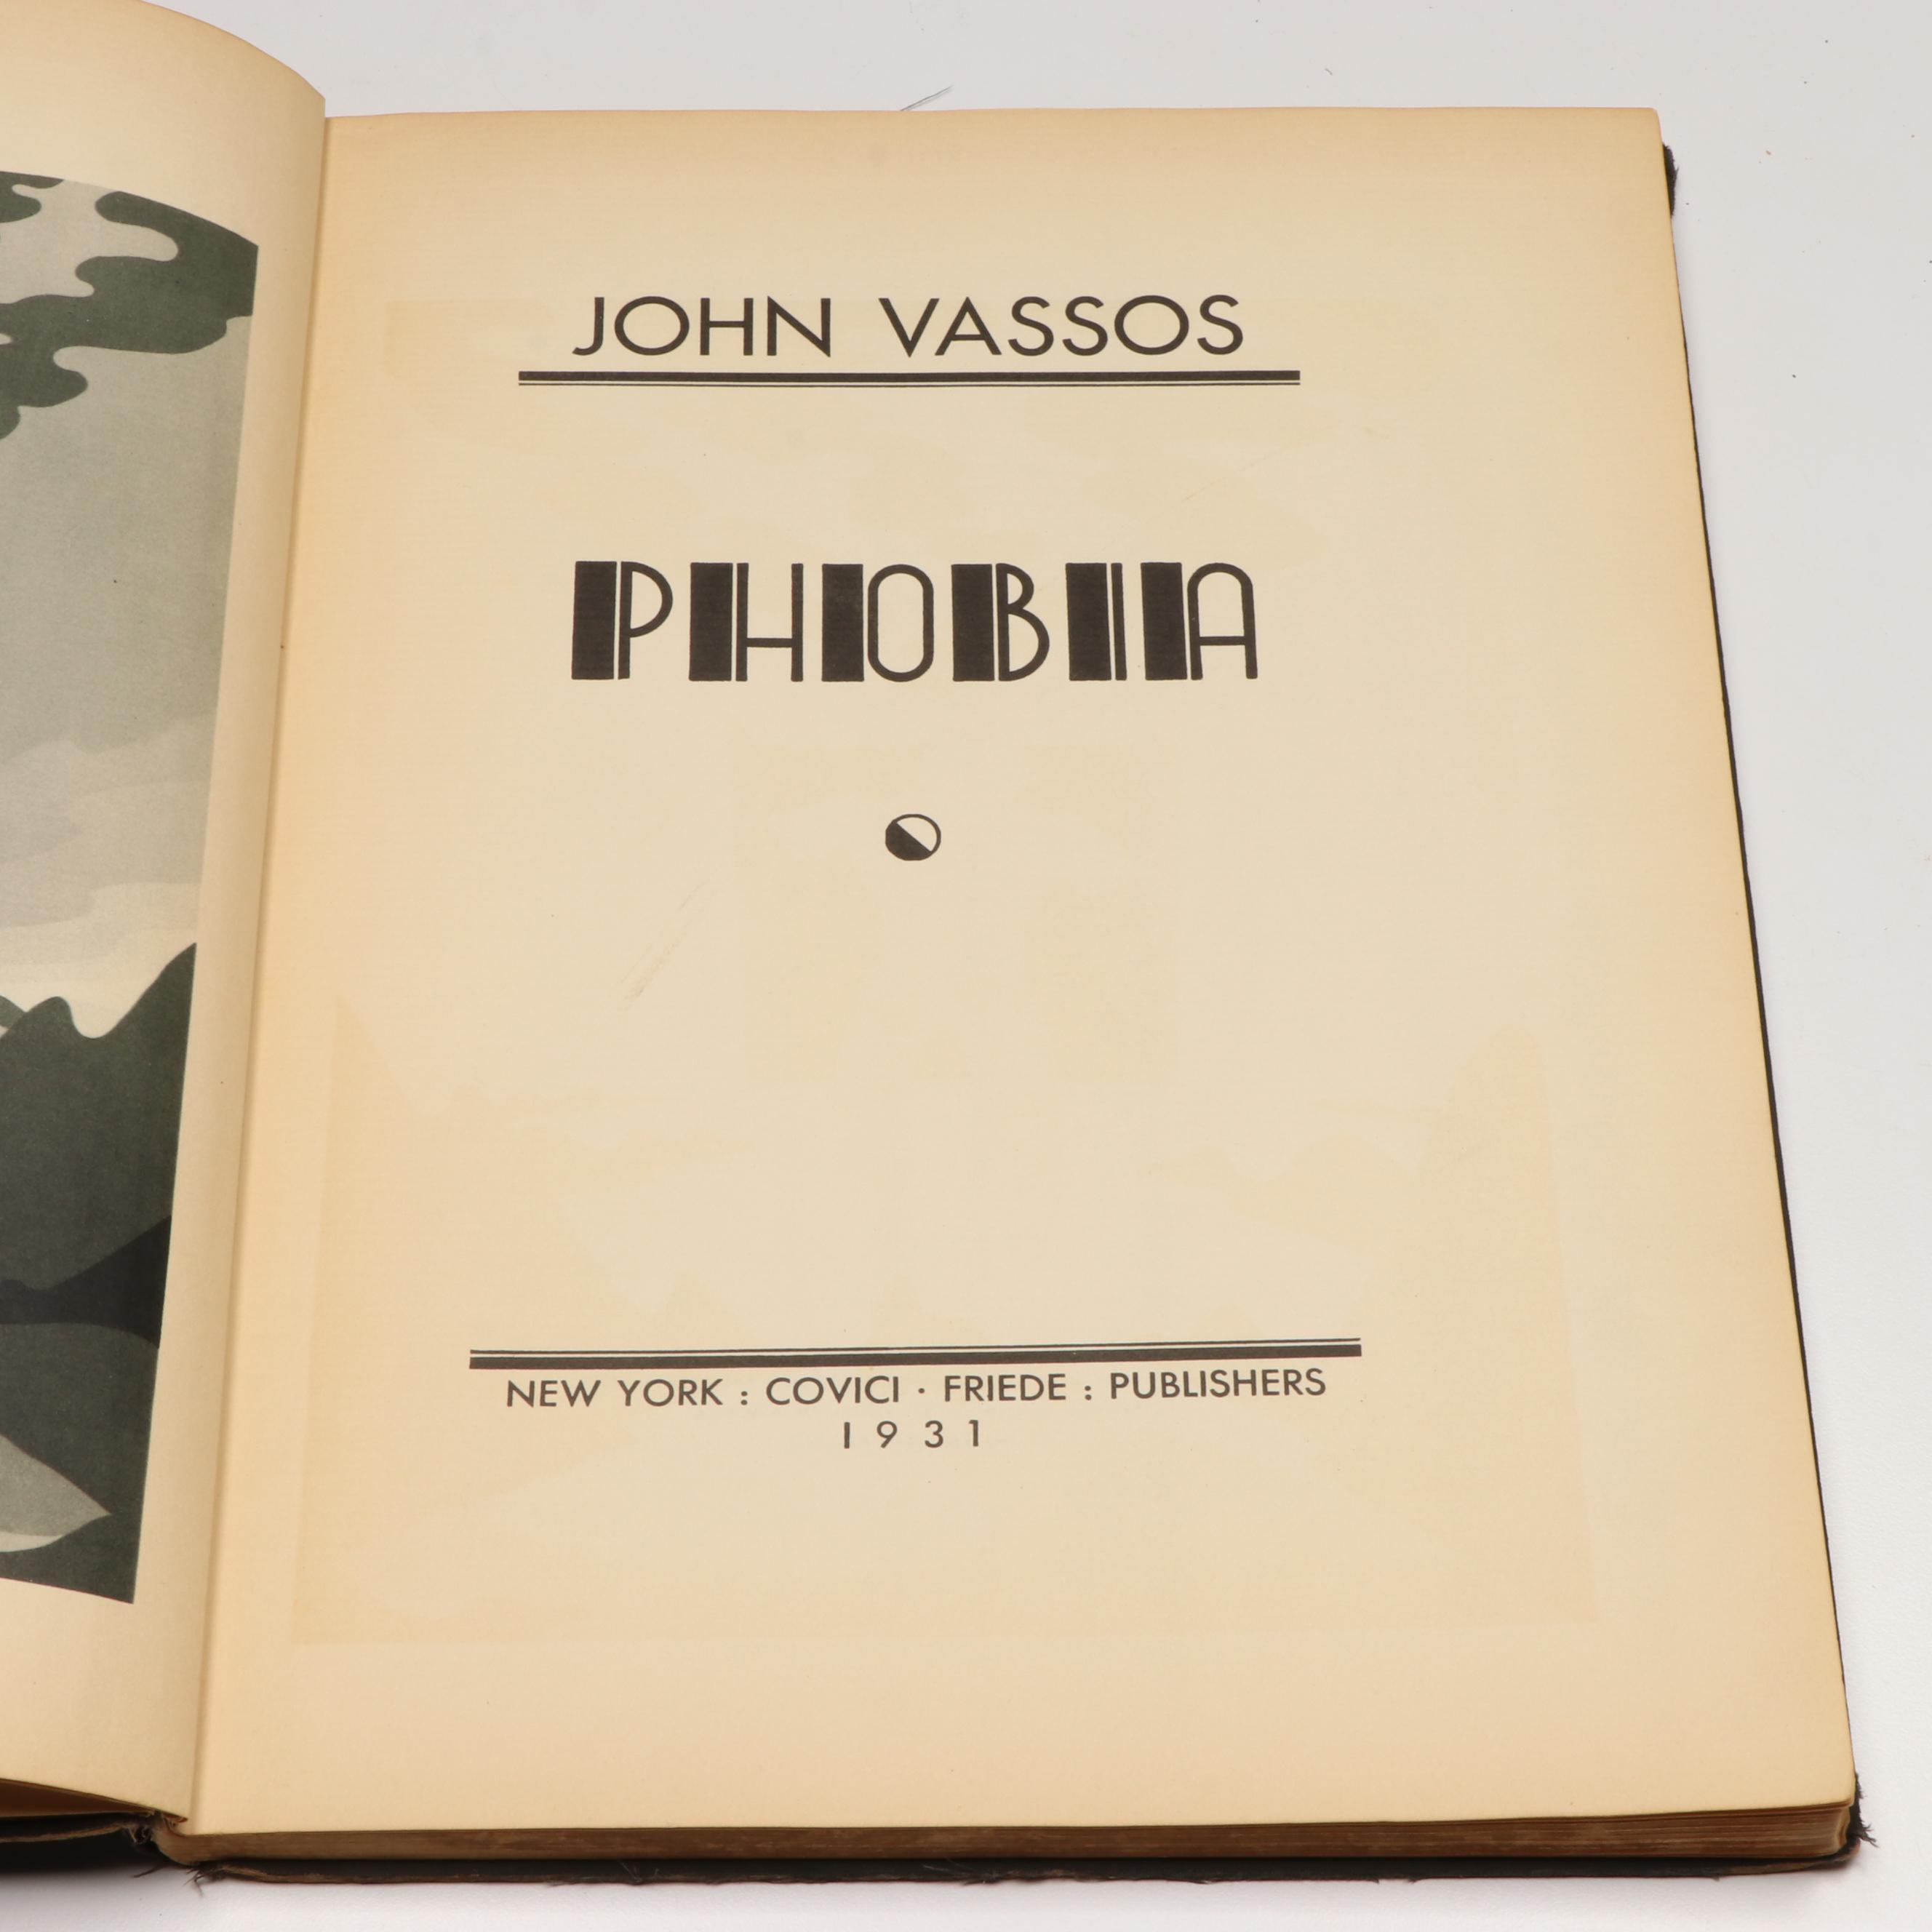 JOHN VASSOS
PHOBIA
NEW YORK : COVICI · FRIEDE : PUBLISHERS
1931